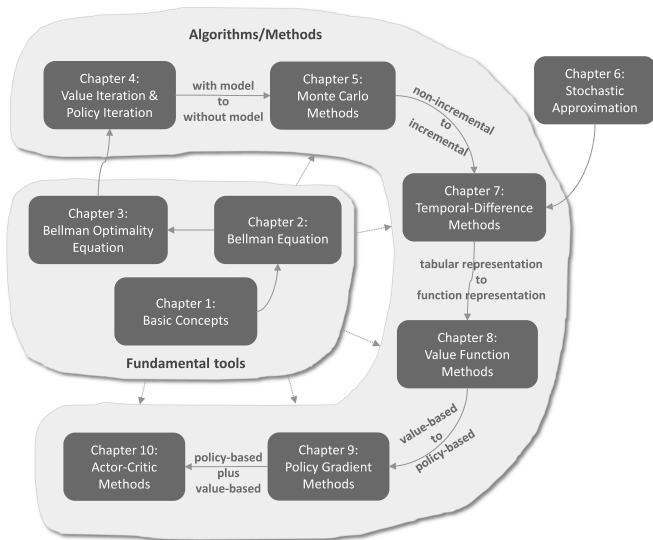 Algorithms/Methods
Chapter 4:
Value Iteration &
Policy Iteration
with model
to
without model
Chapter 5:
Monte Carlo
Methods
non-incremental
to
incremental
Chapter 6:
Stochastic
Approximation
Chapter 7:
Temporal-Difference
Methods
Chapter 3:
Bellman Optimality
Equation
Chapter 2:
Bellman Equation
Chapter 1:
Basic Concepts
Fundamental tools
tabular representation
to
function representation
Chapter 8:
Value Function
Methods
value-based
to
policy-based
Chapter 9:
Policy Gradient
Methods
policy-based
plus
value-based
Chapter 10:
Actor-Critic
Methods